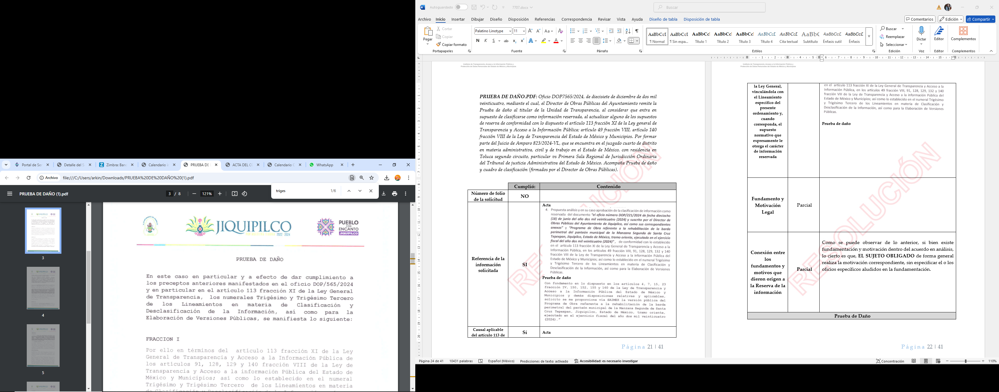 Portal de Ser
Detalle del S
Zimbra: Banc
Calendario i
PRUEBA DE
ACTA DEL CO
Calendario C
WhatsApp
Archivo
file:///C:/Users/arkin/Downloads/PRUEBA%20DE%20DAÑO%20(1).pdf
triges
1/6
PRUEBA DE DAÑO (1).pdf
3 / 8
121%
3
4
5
JIQUIPILCO
2022 2024
PUEBLO
CON
ENCANTO
JIQUIPILCO
PRUEBA DE DAÑO
En este caso en particular y a efecto de dar cumplimiento a
los preceptos anteriores manifestados en el oficio DOP/565/2024
y en particular en el artículo 113 fracción XI de la Ley General
de Transparencia, los numerales Trigésimo y Trigésimo Tercero
de los Lineamientos en materia de Clasificación y
Desclasificación de la Información, así como para la
Elaboración de Versiones Públicas, se manifiesta lo siguiente:
FRACCION I
Por ello en términos del artículo 113 fracción XI de la Ley
General de Transparencia y Acceso a la Información Pública de
los artículos 91, 128, 129 y 140 fracción VIII de la Ley de
Transparencia y Acceso a la información Pública del Estado de
México y Municipios; así como lo establecido en el numeral
Trigésimo y Trigésimo Tercero de los Lineamientos en materia
Autoguardado
7707.docx
Buscar
Archivo
Inicio
Insertar
Dibujar
Diseño
Disposición
Referencias
Correspondencia
Revisar
Vista
Ayuda
Diseño de tabla
Disposición de tabla
Comentarios
Edición
Compartir
Pegar
Cortar
Copiar
Copiar formato
Portapapeles
Palatino Linotype
11
Fuente
Párrafo
AaBbCcI
¶ Normal
AaBbCcI
¶ Sin espa...
AaBbCc
Título 1
AaBbCcI
Título 2
AaBbCcI
Título 3
AaBbCcL
Título 4
AaBbCcL
Cita textual
AaBbC
Subtítulo
AaBbCcL
Énfasis sutil
AaBbCcL
Énfasis
Estilos
Buscar
Reemplazar
Seleccionar
Edición
Dictar
Voz
Editor
Editor
Complementos
Complementos
Instituto de Transparencia, Acceso a la Información Pública y
Protección de Datos Personales del Estado de México y Municipios
PRUEBA DE DAÑO.PDF: Oficio DOP7565/2024, de diecisiete de diciembre de dos mil
veinticuatro, mediante el cual, el Director de Obras Públicas del Ayuntamiento remite la
Prueba de daño al titular de la Unidad de Transparencia, al considerar que entra en
supuesto de clasificarse como información reservada, al actualizar alguno de los supuestos
de reserva de conformidad con lo dispuesto el artículo 113 fracción XI de la Ley general de
Transparencia y Acceso a la Información Pública; artículo 49 fracción VIII, artículo 140
fracción VIII de la Ley de Transparencia del Estado de México y Municipios. Por formar
parte del Juicio de Amparo 823/2024-VL, que se encuentra en el juzgado cuarto de distrito
en materia administrativa, civil y de trabajo en el Estado de México, con residencia en
Toluca segundo circuito, particular vs Primera Sala Regional de Jurisdicción Ordinaria
del Tribunal de justicia Administrativa del Estado de México. Acompaña Prueba de daño
y cuadro de clasificación (firmados por el Director de Obras Públicas).
Cumplió:
Contenido
Número de folio
de la solicitud
NO
Referencia de la
información
solicitada
SI
Acta
4. Propuesta análisis y en su caso aprobación de la clasificación de información como
reservada del documento "el oficio número DOP/221/2024 de fecha dieciocho
(18) de junio del año dos mil veinticuatro (2024) y suscrito por el Director de
Obras Públicas del Ayuntamiento de Jiquipilco, así como sus correspondientes
anexos" y "Programa de Obra referente a la rehabilitación de la barda
perimetral del panteón municipal de la Manzana Segunda de Santa Cruz
Tepexpan, Jiquipilco, Estado de México, tramo oriente, ejecutado en el ejercicio
fiscal del año dos mil veinticuatro (2024)", de conformidad con lo establecido
en el artículo 113 fracción XI de la Ley General de Transparencia y Acceso a la
Información Pública, en los artículos 49 fracción VIII, 91, 128, 129, 132 y 140
fracción VIII de la Ley de Transparencia y Acceso a la información Pública del
Estado de México y Municipios; así como lo establecido en el numeral Trigésimo
y Trigésimo Tercero de los Lineamientos en materia de Clasificación y
Desclasificación de la Información, así como para la Elaboración de Versiones
Públicas.
Prueba de daño
Con fundamento en lo dispuesto en los artículos 4, 7, 15, 23
fracción IV, 150, 152, 155 y 160 de la Ley de Transparencia y
Acceso a la Información Pública del Estado de México y
Municipios y demás disposiciones relativas y aplicables,
solicito se me proporcione vía SAIMEX la versión pública del
Programa de Obra referente a la rehabilitación de la barda
perimetral del panteón municipal de la Manzana Segunda de Santa
Cruz Tepexpan, Jiquipilco, Estado de México, tramo oriente,
ejecutado en el ejercicio fiscal del año dos mil veinticuatro
(2024)."
Causal aplicable
del artículo 113 de
Sí
Acta
Página 21 | 41
Instituto de Transparencia, Acceso a la Información Pública y
Protección de Datos Personales del Estado de México y Municipios
la Ley General,
vinculándola con
el Lineamiento
específico del
presente
ordenamiento y,
cuando
corresponda, el
supuesto
normativo que
expresamente le
otorga el carácter
de información
reservada
en el artículo 113 fracción XI de la Ley General de Transparencia y Acceso a la
Información Pública, en los artículos 49 fracción VIII, 91, 128, 129, 132 y 140
fracción VIII de la Ley de Transparencia y Acceso a la información Pública del
Estado de México y Municipios; así como lo establecido en el numeral Trigésimo
y Trigésimo Tercero de los Lineamientos en materia de Clasificación y
Desclasificación de la Información, así como para la Elaboración de Versiones
Públicas.
Prueba de daño
Fundamento y
Motivación
Legal
Parcial
Conexión entre
los
fundamentos y
motivos que
dieron origen a
la Reserva de la
información
Parcial
Como se puede observar de lo anterior, si bien existe
fundamentación y motivación dentro del acuerdo en análisis,
lo cierto es que, EL SUJETO OBLIGADO de forma general
realiza la motivación correspondiente, sin especificar el o los
oficios específicos aludidos en la fundamentación.
Prueba de Daño
RESOLUCIÓN
Página 22 | 41
Página 24 de 41
10431 palabras
Español (México)
Predicciones de texto: activado
Accesibilidad: es necesario investigar
Concentración
110%